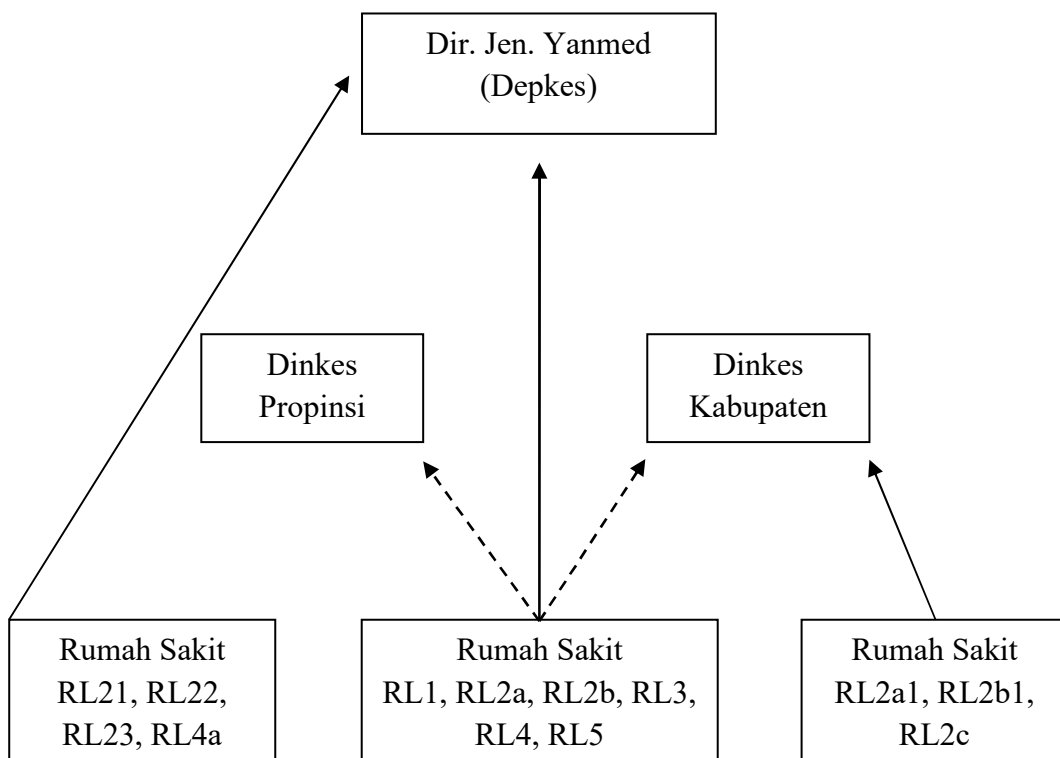 Dir. Jen. Yanmed
(Depkes)
Dinkes
Propinsi
Dinkes
Kabupaten
Rumah Sakit
RL21, RL22,
RL23, RL4a
Rumah Sakit
RL1, RL2a, RL2b, RL3,
RL4, RL5
Rumah Sakit
RL2a1, RL2b1,
RL2c